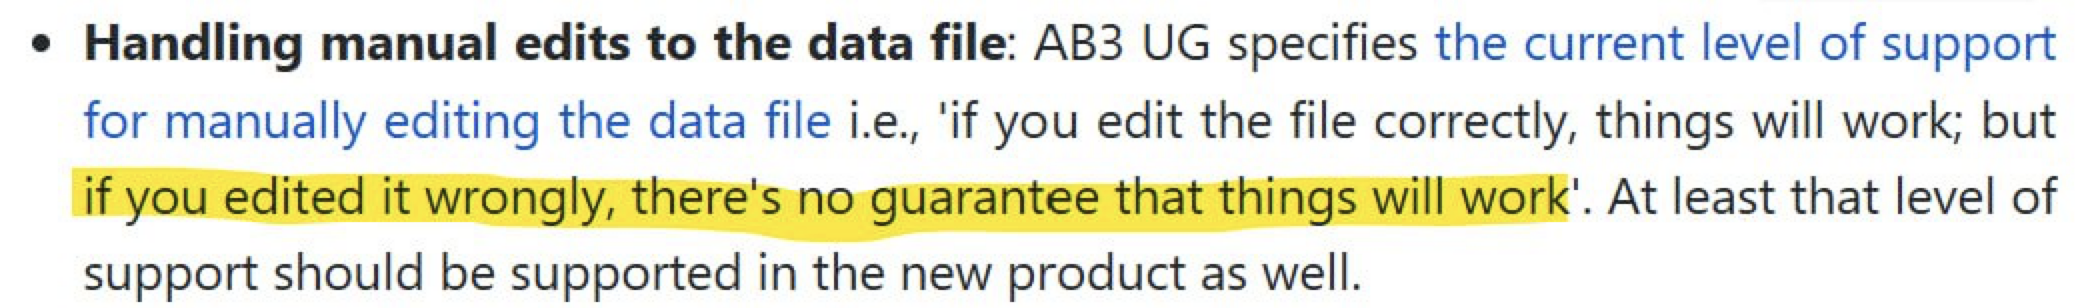 • Handling manual edits to the data file: AB3 UG specifies the current level of support
for manually editing the data file i.e., 'if you edit the file correctly, things will work; but
if you edited it wrongly, there's no guarantee that things will work'. At least that level of
support should be supported in the new product as well.